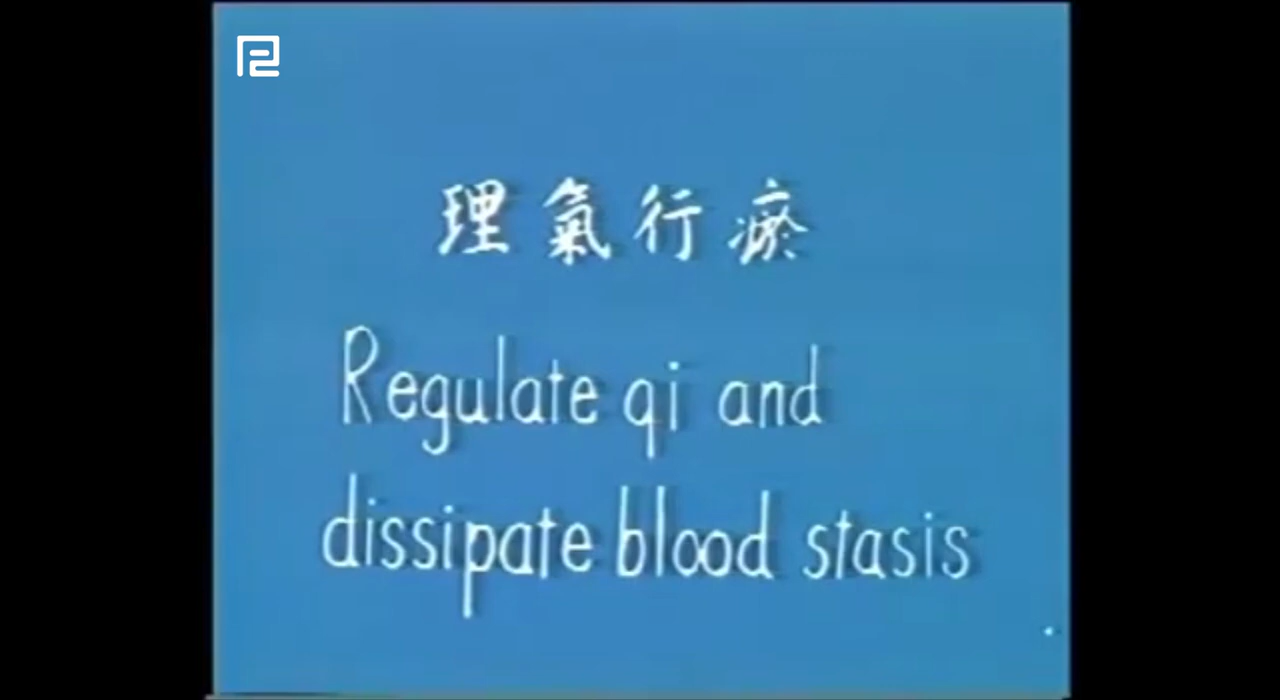 理氣行瘀
Regulate qi and
dissipate blood stasis